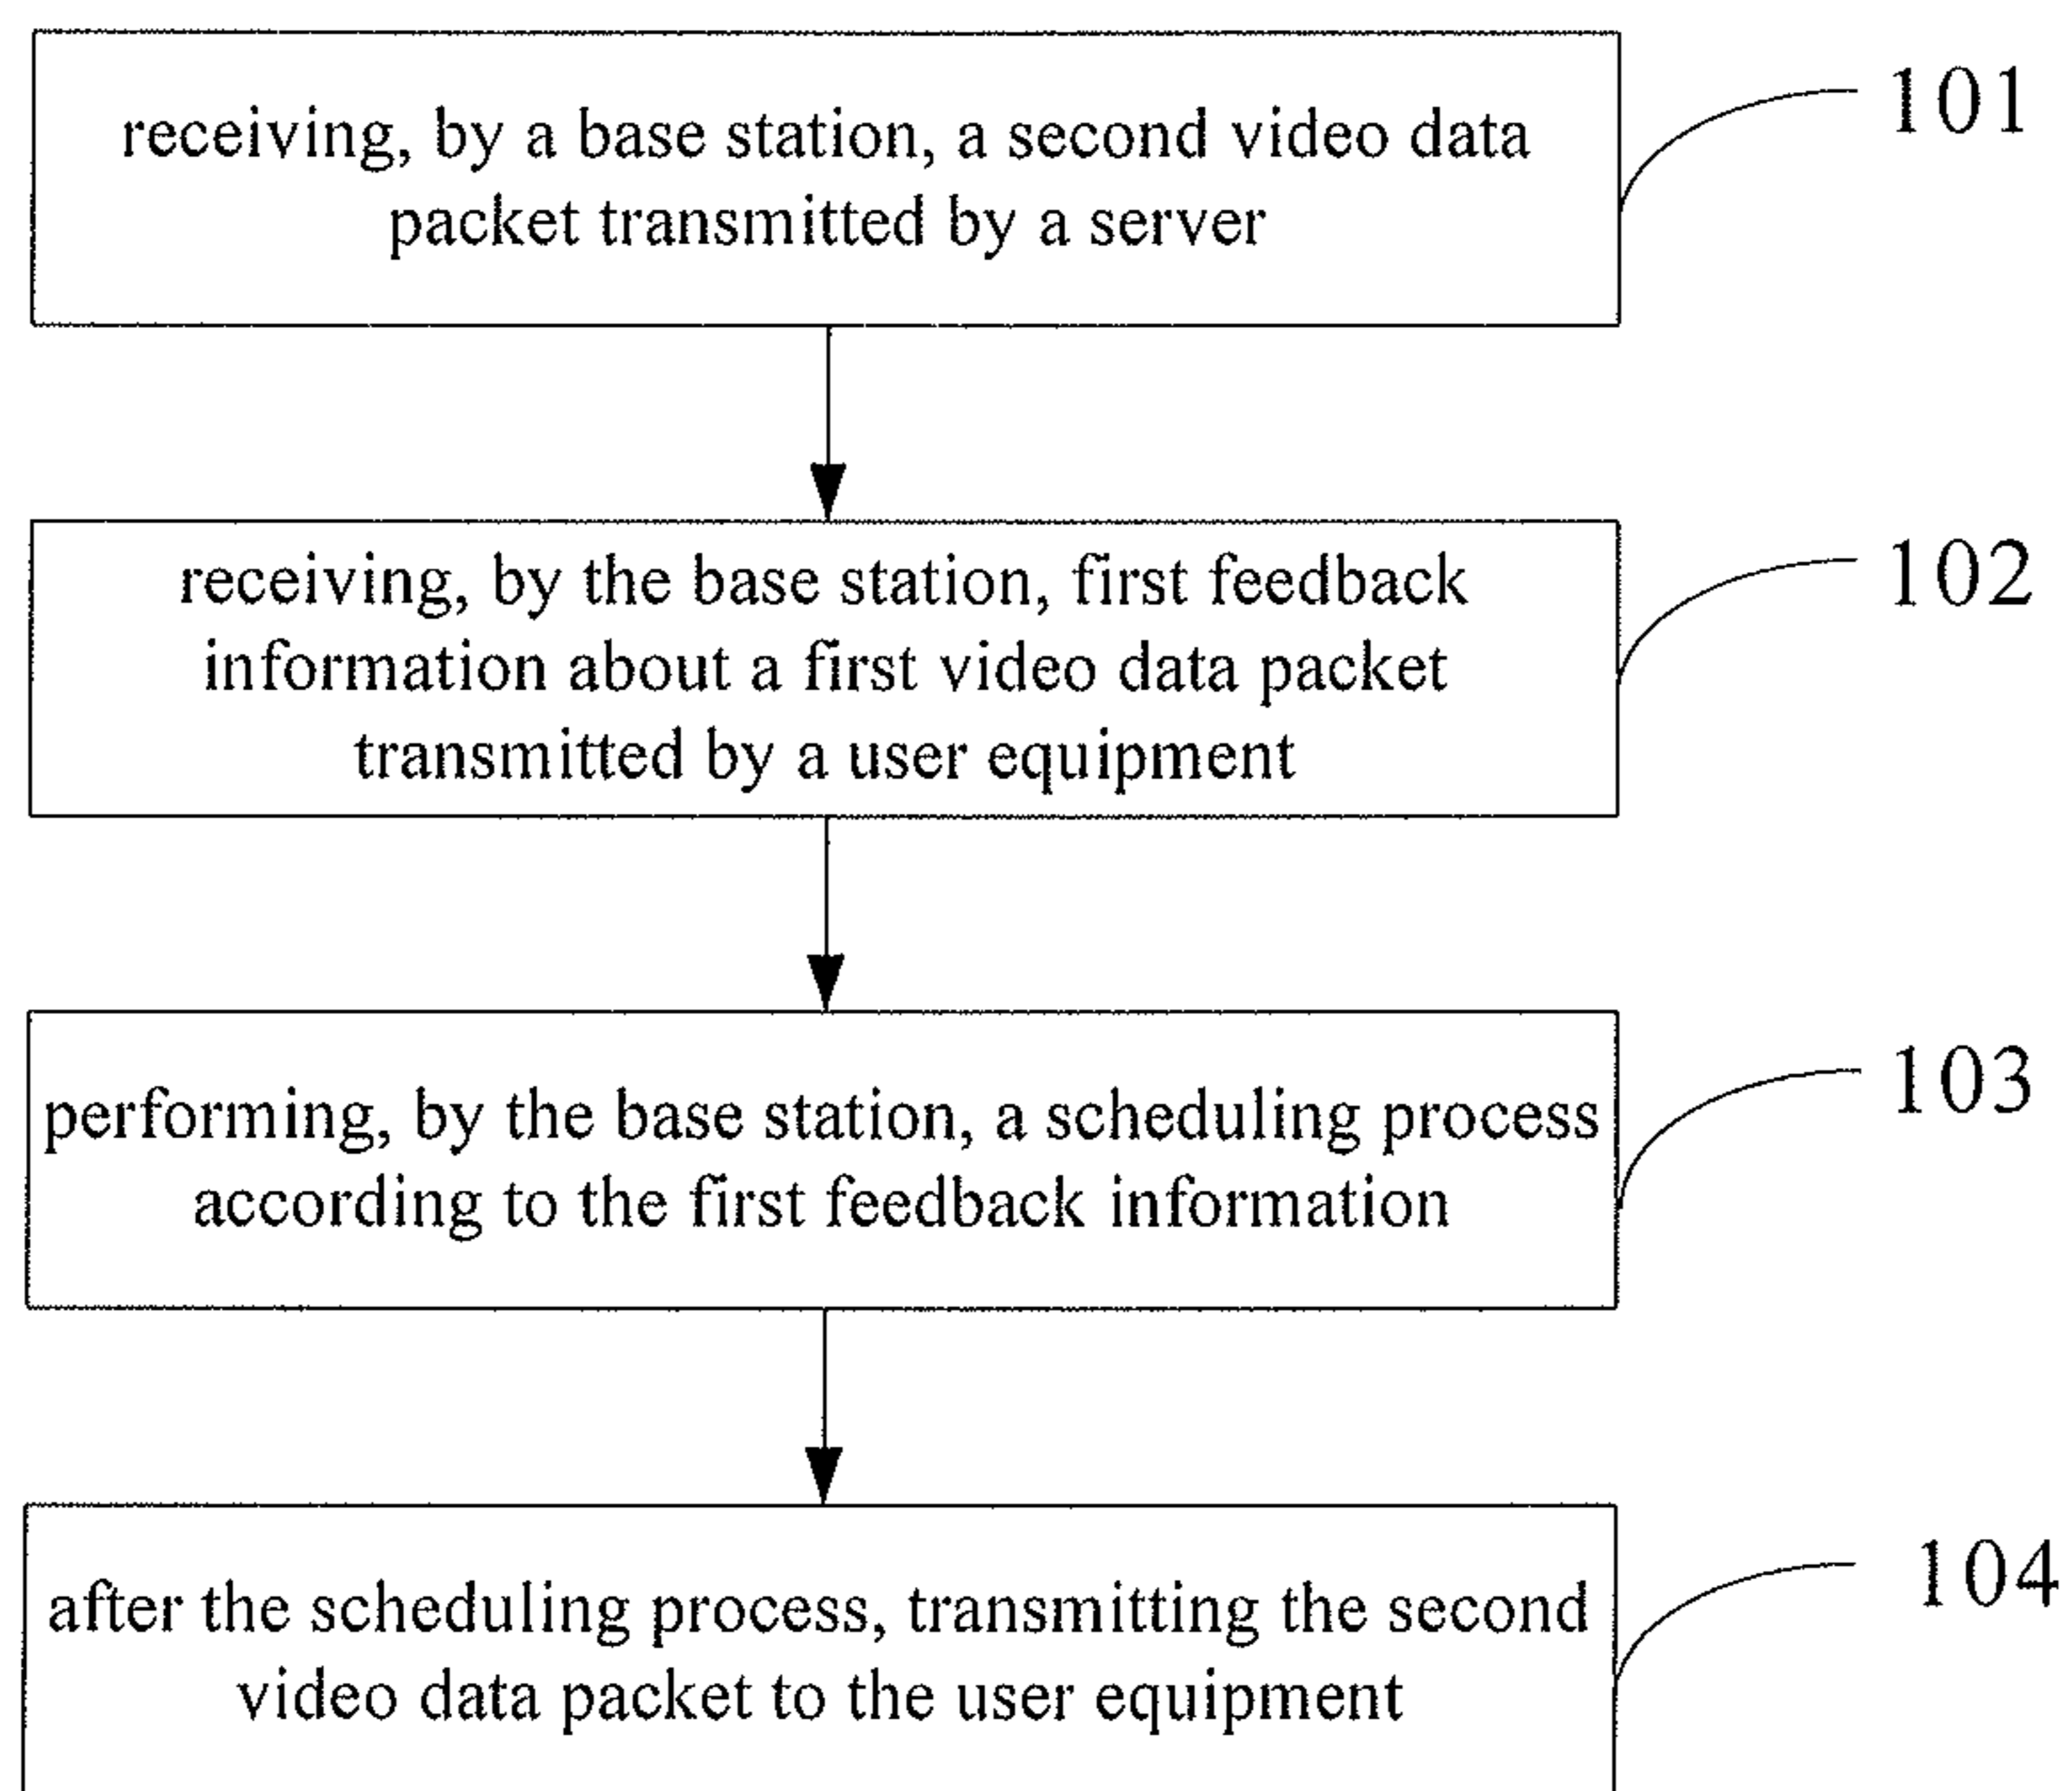 receiving, by a base station, a second video data
packet transmitted by a server
101
receiving, by the base station, first feedback
information about a first video data packet
transmitted by a user equipment
102
performing, by the base station, a scheduling process
according to the first feedback information
103
after the scheduling process, transmitting the second
video data packet to the user equipment
104